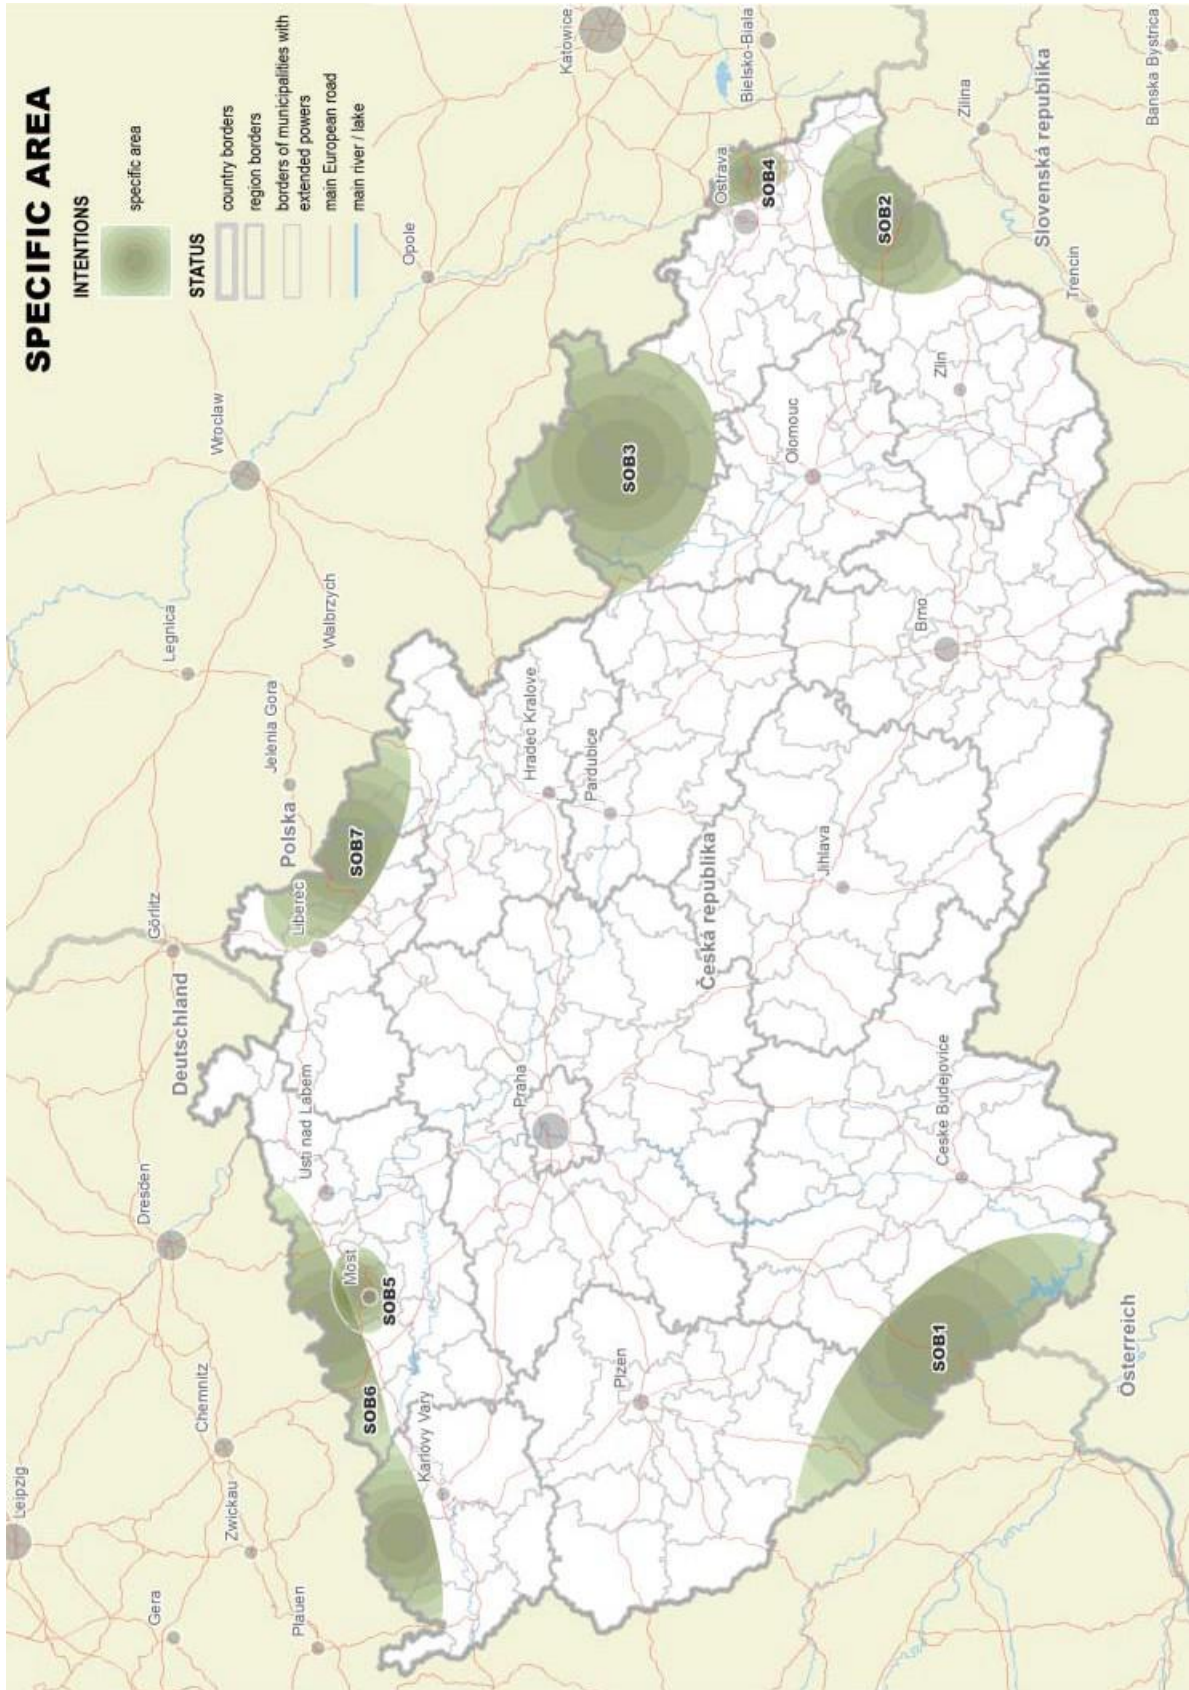 SPECIFIC AREA
INTENTIONS
specific area
STATUS
country borders
region borders
borders of municipalities with
extended powers
main European road
main river / lake
Leipzig
Gera
Zwickau
Chemnitz
Plauen
Dresden
Deutschland
Görlitz
Polska
Jelenia Gora
Legnica
Walbrzych
Wroclaw
Opole
Katowice
Bielsko-Biala
Usti nad Labem
Most
SOB5
SOB6
Karlovy Vary
Liberec
SOB7
Praha
Plzen
Hradec Kralove
Pardubice
Česká republika
SOB3
Ostrava
SOB4
SOB2
Olomouc
Zlin
Jihlava
Brno
Ceske Budejovice
SOB1
Österreich
Slovenská republika
Zilina
Trencin
Banska Bystrica